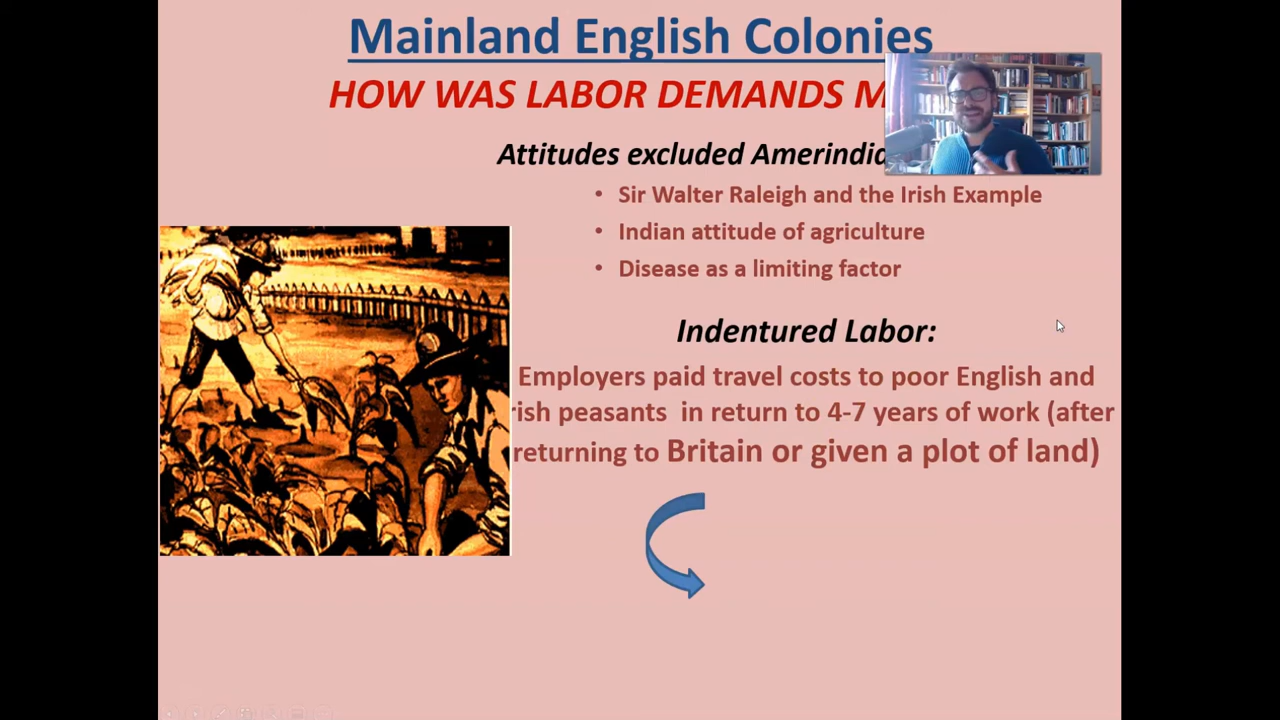 Mainland English Colonies
HOW WAS LABOR DEMANDS M
Attitudes excluded Amerindia
• Sir Walter Raleigh and the Irish Example
• Indian attitude of agriculture
• Disease as a limiting factor
Indentured Labor:
Employers paid travel costs to poor English and
rish peasants in return to 4-7 years of work (after
returning to Britain or given a plot of land)